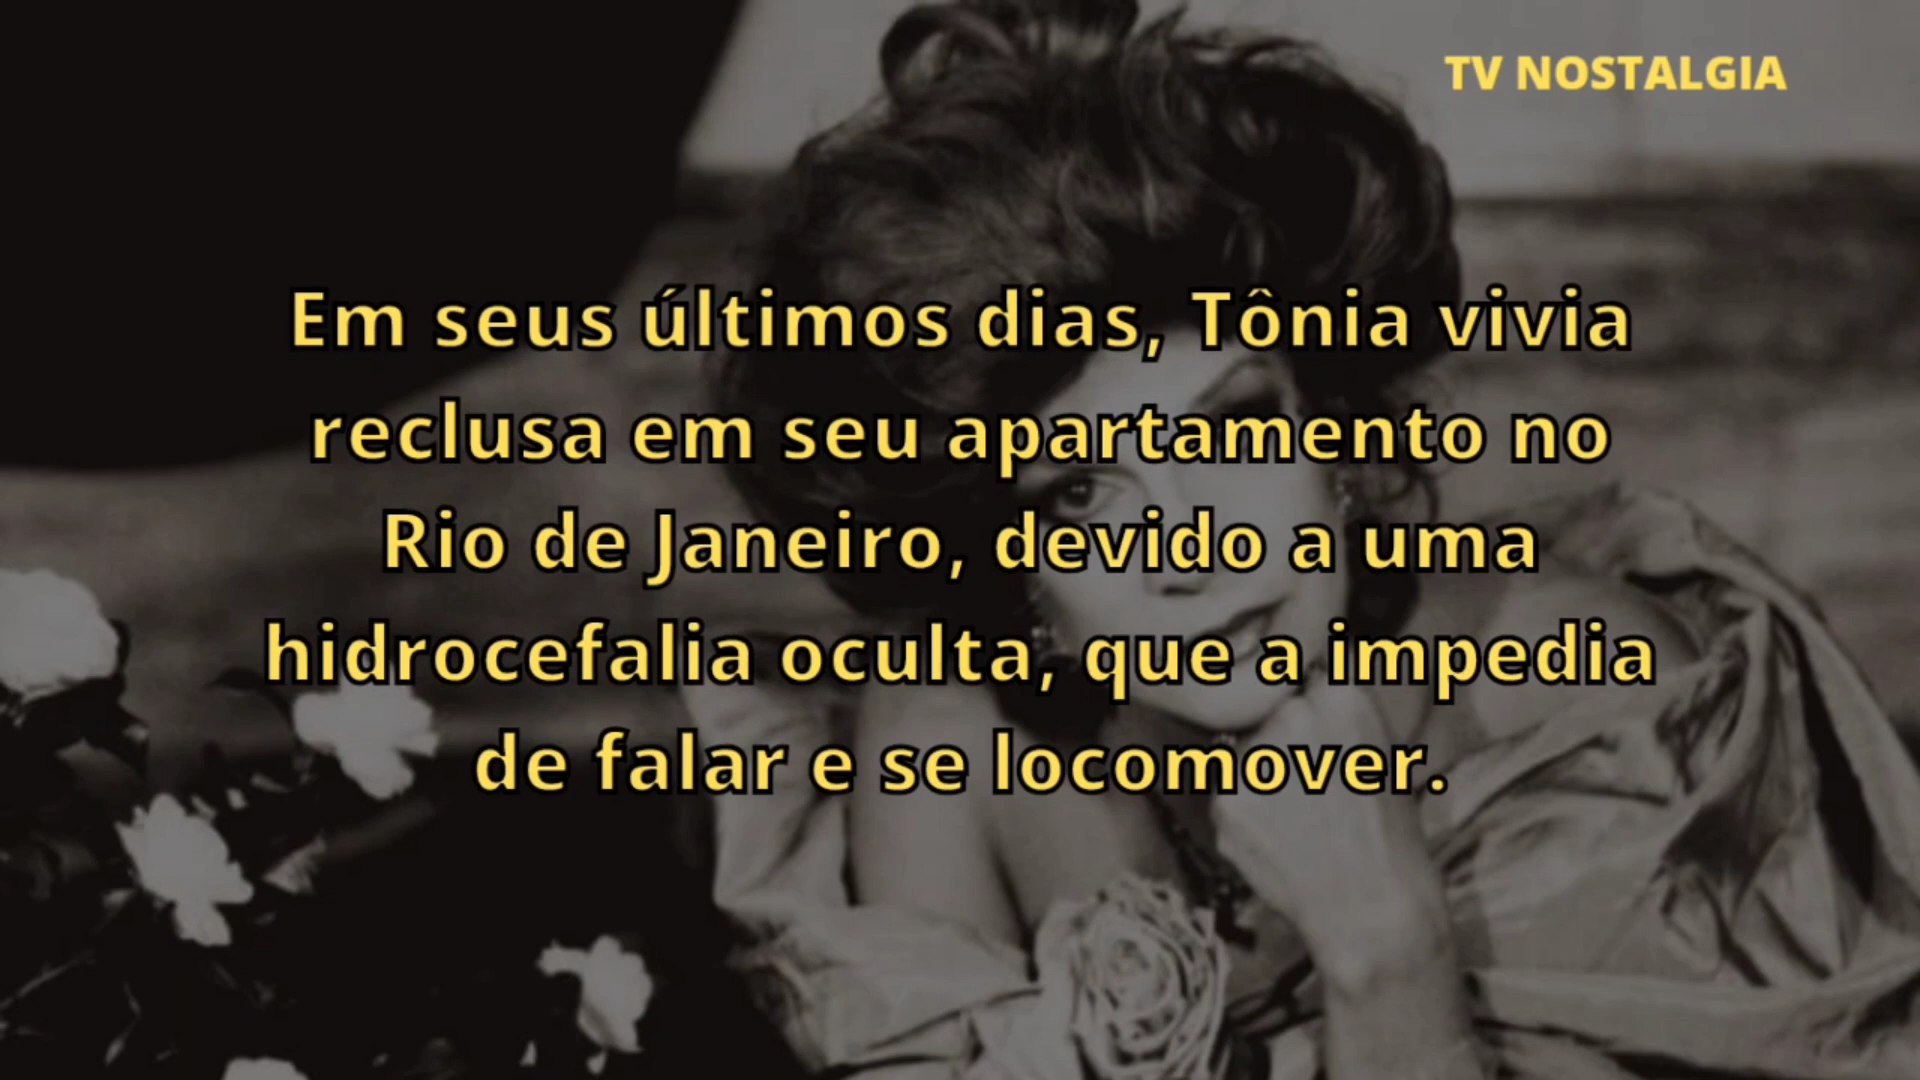 TV NOSTALGIA
Em seus últimos dias, Tônia vivia
reclusa em seu apartamento no
Rio de Janeiro, devido a uma
hidrocefalia oculta, que a impedia
de falar e se locomover.